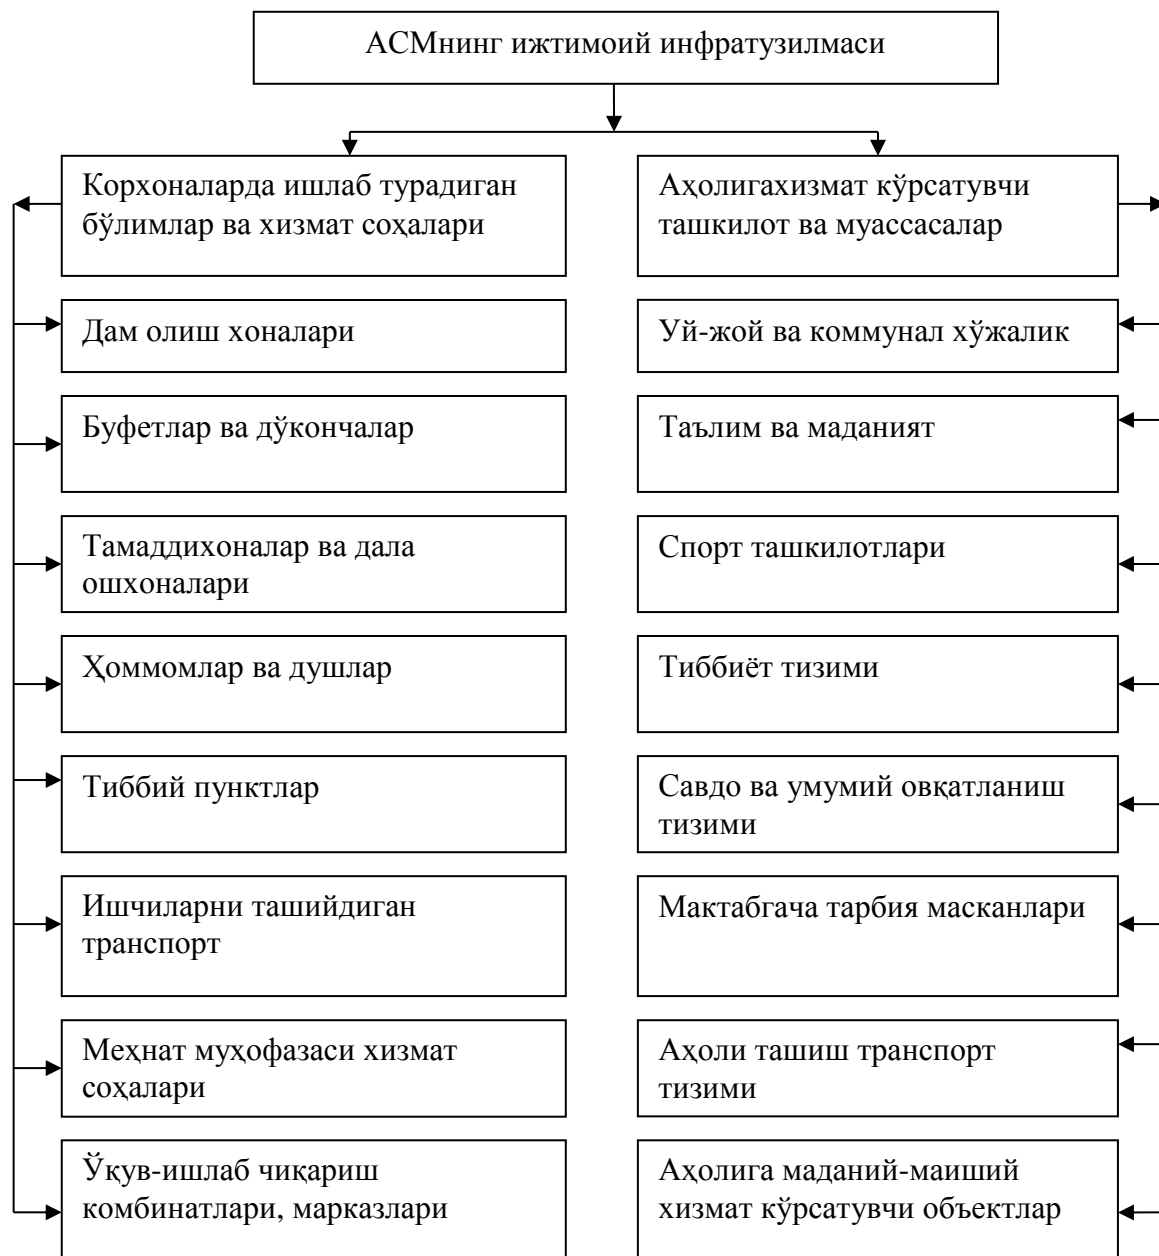 АСМнинг ижтимоий инфратузилмаси
Корхоналарда ишлаб турадиган
бўлимлар ва хизмат соҳалари
Дам олиш хоналари
Буфетлар ва дўкончалар
Тамаддихоналар ва дала
ошхоналари
Ҳоммомлар ва душлар
Тиббий пунктлар
Ишчиларни ташийдиган
транспорт
Меҳнат муҳофазаси хизмат
соҳалари
Ўқув-ишлаб чиқариш
комбинатлари, марказлари
Аҳолигахизмат кўрсатувчи
ташкилот ва муассасалар
Уй-жой ва коммунал хўжалик
Таълим ва маданият
Спорт ташкилотлари
Тиббиёт тизими
Савдо ва умумий овқатланиш
тизими
Мактабгача тарбия масканлари
Аҳоли ташиш транспорт
тизими
Аҳолига маданий-маиший
хизмат кўрсатувчи объектлар